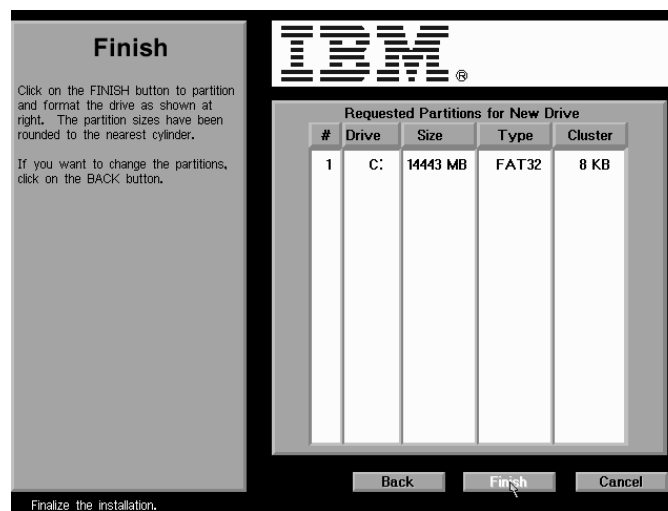 Finish
Click on the FINISH button to partition
and format the drive as shown at
right. The partition sizes have been
rounded to the nearest cylinder.
If you want to change the partitions,
click on the BACK button.
IBM®
Requested Partitions for New Drive
# Drive Size Type Cluster
1 C: 14443 MB FAT32 8 KB
Back Finish Cancel
Finalize the installation.